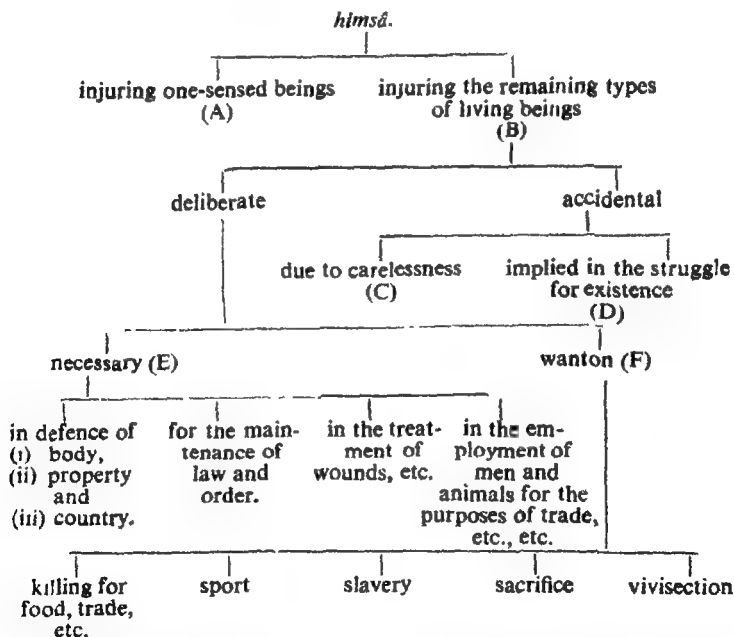 himsâ.
injuring one-sensed beings
(A)
injuring the remaining types
of living beings
(B)
deliberate
accidental
due to carelessness
(C)
implied in the struggle
for existence
(D)
necessary (E)
wanton (F)
in defence of
(i) body,
(ii) property
and
(iii) country.
for the main-
tenance of
law and
order.
in the treat-
ment of
wounds, etc.
in the em-
ployment of
men and
animals for the
purposes of trade,
etc., etc.
killing for
food, trade,
etc.
sport
slavery
sacrifice
vivisection